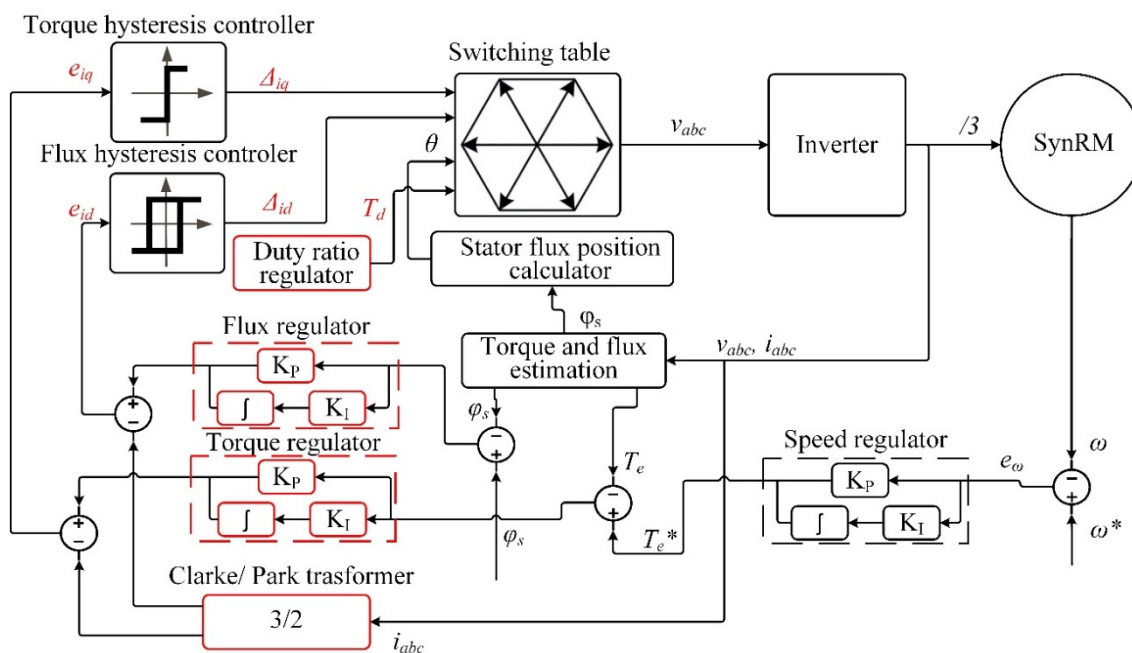 Torque hysteresis controller
Switching table
e_iq
Δ_iq
v_abc
/3
Inverter
SynRM
θ
Flux hysteresis controler
e_id
Δ_id
T_d
Duty ratio
regulator
Stator flux position
calculator
φ_s
Flux regulator
Torque and flux
estimation
v_abc, i_abc
K_P
∫
K_I
φ_s
+
−
−
+
Torque regulator
K_P
∫
K_I
T_e
Speed regulator
ω
K_P
e_ω
∫
K_I
−
+
−
+
+
−
φ_s
T_e*
ω*
Clarke/ Park trasformer
3/2
i_abc